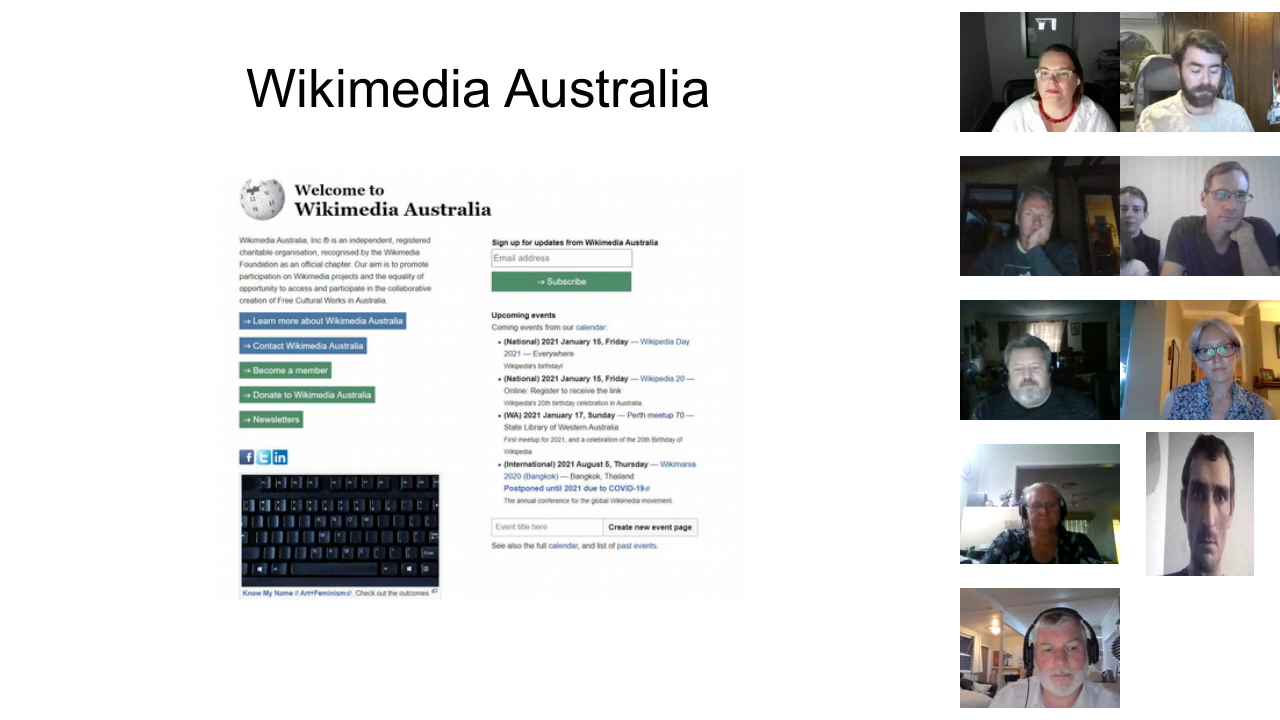 Wikimedia Australia
Welcome to
Wikimedia Australia
Wikimedia Australia, Inc.® is an independent, registered
charitable organisation, recognised by the Wikimedia
Foundation as an official chapter. Our aim is to promote
participation on Wikimedia projects and the equality of
opportunity to access and participate in the collaborative
creation of Free Cultural Works in Australia.
→ Learn more about Wikimedia Australia
→ Contact Wikimedia Australia
→ Become a member
→ Donate to Wikimedia Australia
→ Newsletters
Know My Name // Art+Feminism. Check out the outcomes
Sign up for updates from Wikimedia Australia
Email address
→ Subscribe
Upcoming events
Coming events from our calendar:
• (National) 2021 January 15, Friday — Wikipedia Day
2021 — Everywhere
Wikipedia's birthday!
• (National) 2021 January 15, Friday — Wikipedia 20 —
Online: Register to receive the link
Wikipedia's 20th birthday celebration in Australia.
• (WA) 2021 January 17, Sunday — Perth meetup 70 —
State Library of Western Australia
First meetup for 2021, and a celebration of the 20th Birthday of
Wikipedia
• (International) 2021 August 5, Thursday — Wikimania
2020 (Bangkok) — Bangkok, Thailand
Postponed until 2021 due to COVID-19
The annual conference for the global Wikimedia movement.
Event title here
Create new event page
See also the full calendar, and list of past events.